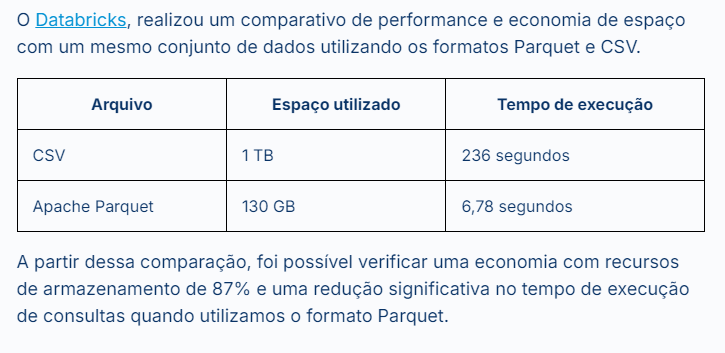 O Databricks, realizou um comparativo de performance e economia de espaço
com um mesmo conjunto de dados utilizando os formatos Parquet e CSV.
Arquivo Espaço utilizado Tempo de execução
CSV 1 TB 236 segundos
Apache Parquet 130 GB 6,78 segundos
A partir dessa comparação, foi possível verificar uma economia com recursos
de armazenamento de 87% e uma redução significativa no tempo de execução
de consultas quando utilizamos o formato Parquet.